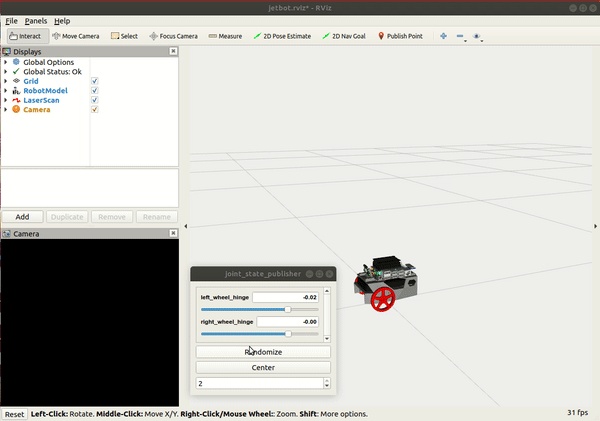 jetbot.rviz* - RViz
File Panels Help
Interact Move Camera Select Focus Camera Measure 2D Pose Estimate 2D Nav Goal Publish Point
Displays
Global Options
Global Status: Ok
Grid
RobotModel
LaserScan
Camera
Add Duplicate Remove Rename
Camera
joint_state_publisher
left_wheel_hinge -0.02
right_wheel_hinge -0.00
Randomize
Center
2
Reset Left-Click: Rotate. Middle-Click: Move X/Y. Right-Click/Mouse Wheel:: Zoom. Shift: More options. 31 fps